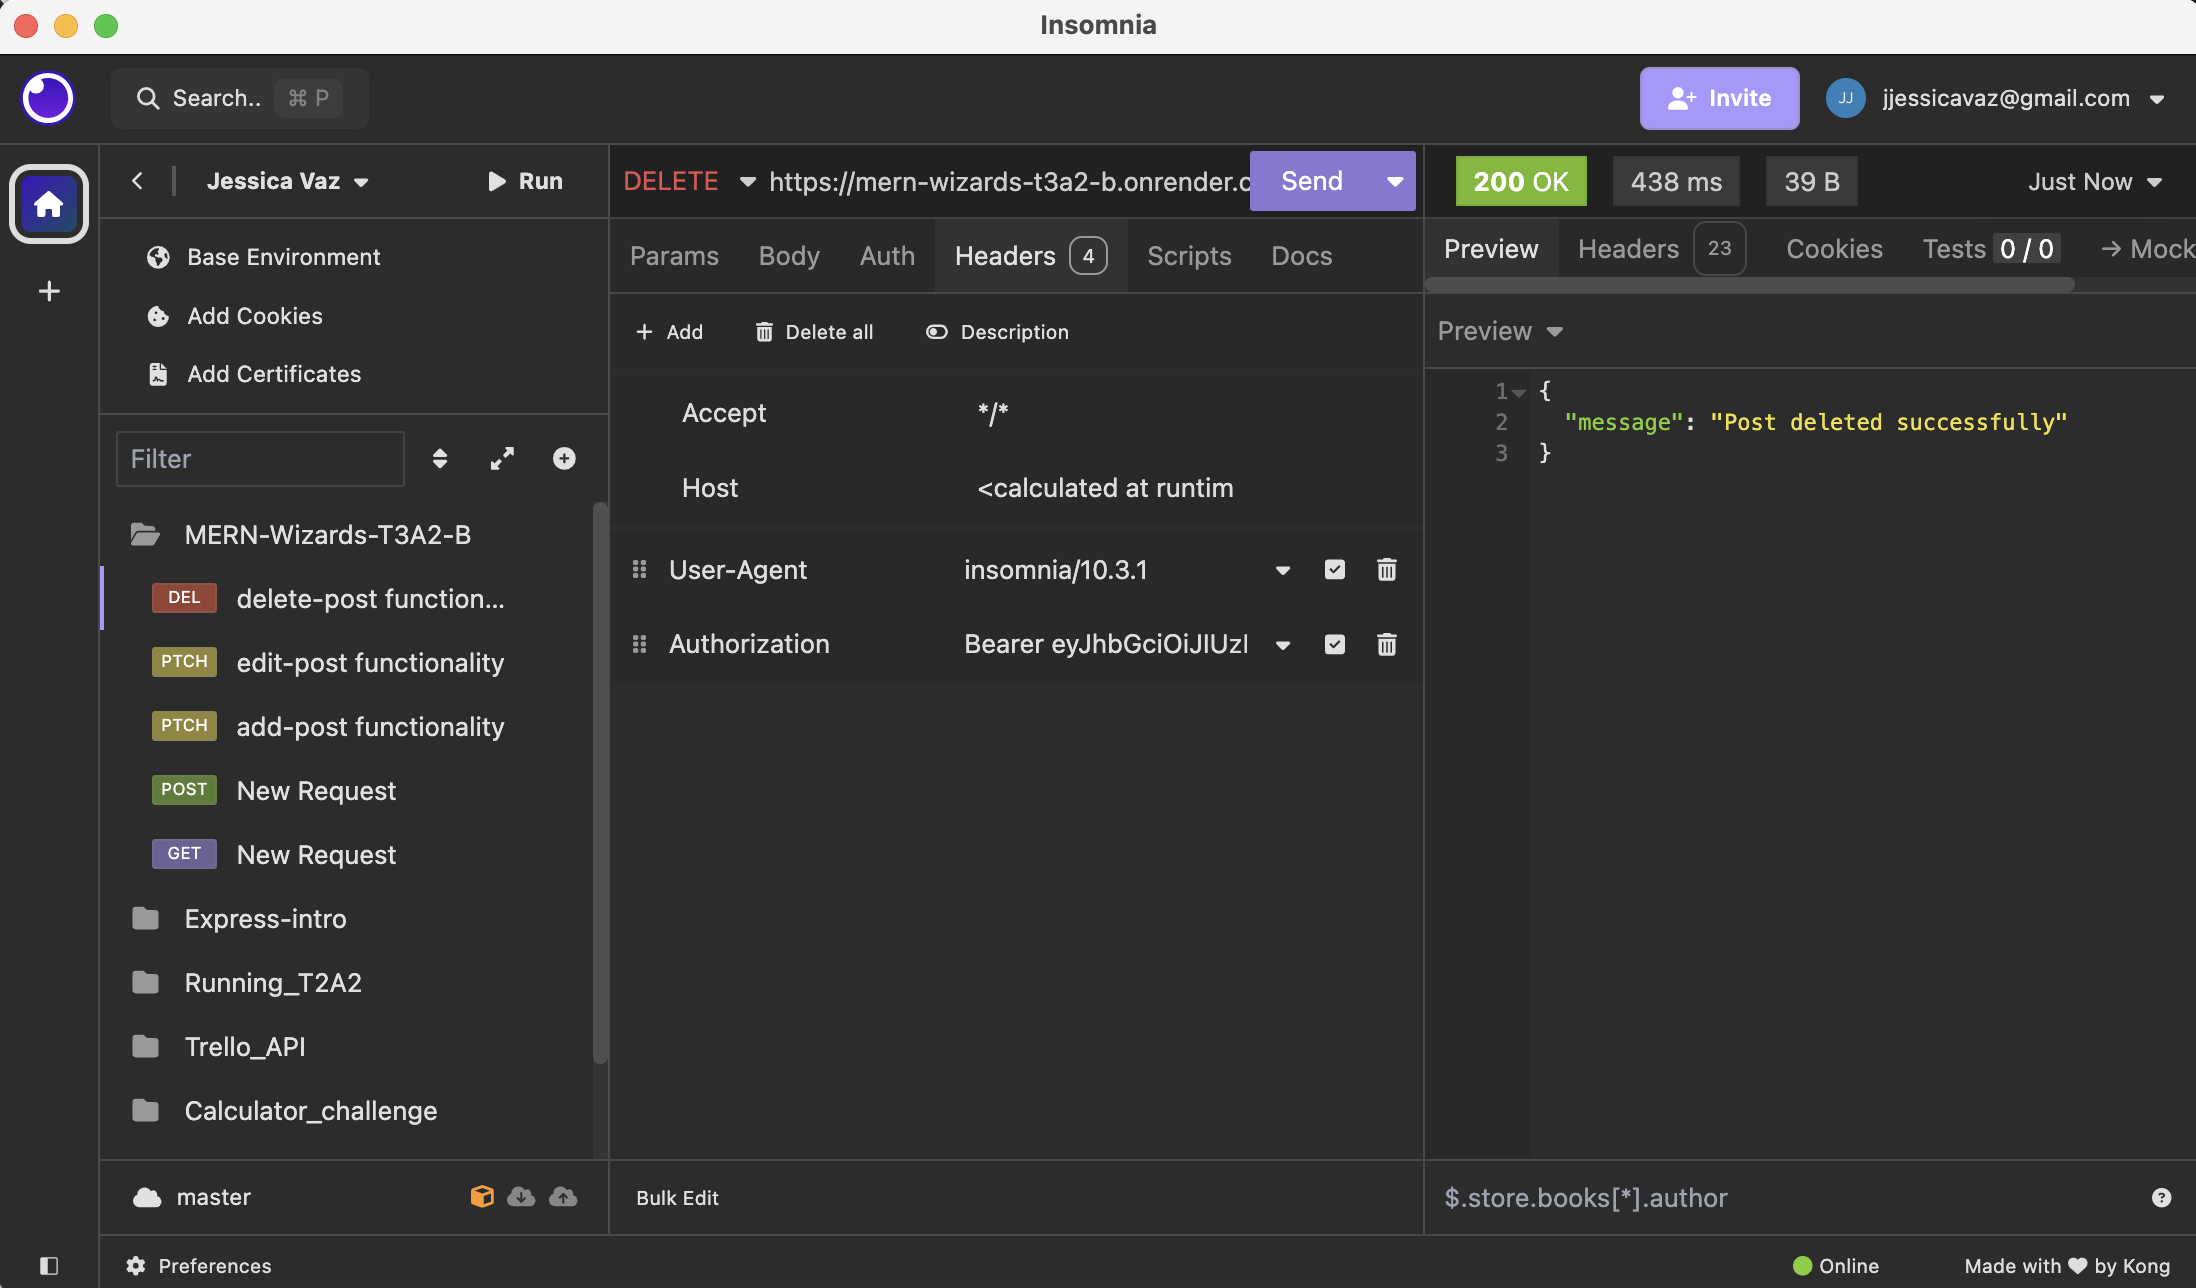 Insomnia
Search.. ⌘ P
Invite
JJ
jjessicavaz@gmail.com
Jessica Vaz
Run
Base Environment
Add Cookies
Add Certificates
Filter
MERN-Wizards-T3A2-B
DEL delete-post function...
PTCH edit-post functionality
PTCH add-post functionality
POST New Request
GET New Request
Express-intro
Running_T2A2
Trello_API
Calculator_challenge
master
Preferences
DELETE https://mern-wizards-t3a2-b.onrender.c Send
Params Body Auth Headers 4 Scripts Docs
+ Add Delete all Description
Accept */*
Host <calculated at runtim
User-Agent insomnia/10.3.1
Authorization Bearer eyJhbGciOiJIUzI
Bulk Edit
200 OK 438 ms 39 B Just Now
Preview Headers 23 Cookies Tests 0 / 0 → Mock
Preview
1 {
2 "message": "Post deleted successfully"
3 }
$.store.books[*].author
?
Online
Made with ♥ by Kong